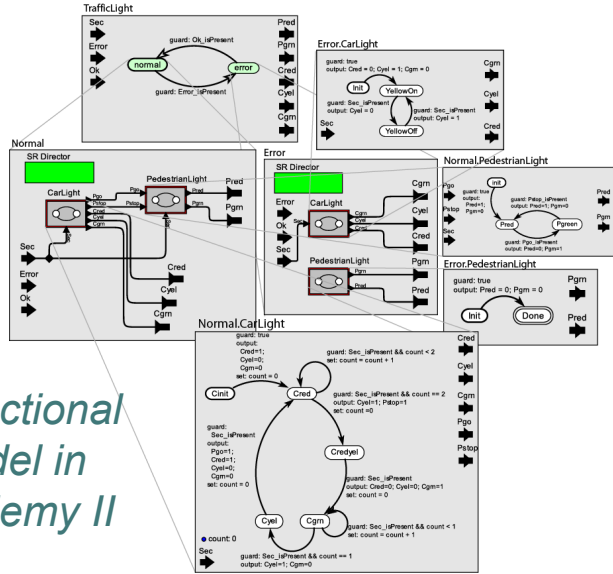 TrafficLight
Sec
Error
Ok
guard: Ok_isPresent
normal
error
guard: Error_isPresent
Pred
Pgrn
Cred
Cyel
Cgrn
Error.CarLight
guard: true
output: Cred = 0; Cyel = 1; Cgrn = 0
Init
YellowOn
guard: Sec_isPresent
output: Cyel = 0
guard: Sec_isPresent
output: Cyel = 1
YellowOff
Sec
Cgrn
Cyel
Cred
Normal
SR Director
CarLight
PedestrianLight
Pgo
Pstop
Cred
Cyel
Cgrn
Pred
Pgrn
Pred
Pgrn
Sec
Error
Ok
Cred
Cyel
Cgrn
Error
SR Director
Error
Ok
Sec
Sec
CarLight
Cgrn
Cyel
Cred
Cgrn
Cyel
Cred
PedestrianLight
Pgrn
Pred
Pgrn
Pred
Normal,PedestrianLight
Pgo
Pstop
Sec
init
guard: true
output:
Pred=1;
Pgrn=0
guard: Pstop_isPresent
output: Pred=1; Pgrn=0
Pred
Pgreen
guard: Pgo_isPresent
output: Pred=0; Pgrn=1
Pred
Pgrn
Error.PedestrianLight
guard: true
output: Pred = 0; Pgrn = 0
Init
Done
Pgrn
Pred
Normal.CarLight
guard: true
output:
Cred=1;
Cyel=0;
Cgrn=0
set: count = 0
guard: Sec_isPresent && count < 2
set: count = count + 1
Cinit
Cred
guard: Sec_isPresent && count == 2
output: Cyel=1; Pstop=1
set: count =0
guard:
Sec_isPresent
output:
Pgo=1;
Cred=1;
Cyel=0;
Cgrn=0
set: count = 0
Credyel
guard: Sec_isPresent
output: Cred=0; Cyel=0; Cgrn=1
set: count = 0
Cyel
Cgrn
guard: Sec_isPresent && count < 1
set: count = count + 1
count: 0
Sec
guard: Sec_isPresent && count == 1
output: Cyel=1; Cgrn=0
Cred
Cyel
Cgrn
Pgo
Pstop
ctional
del in
lemy II